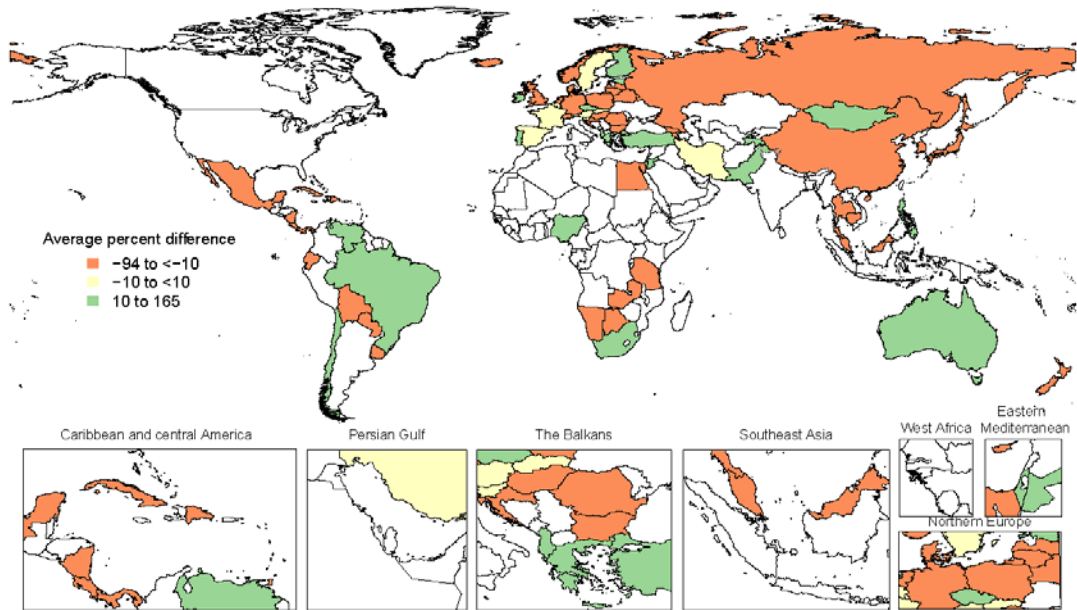 Average percent difference
−94 to <−10
−10 to <10
10 to 165
Caribbean and central America
Persian Gulf
The Balkans
Southeast Asia
West Africa
Eastern
Mediterranean
Northern Europe